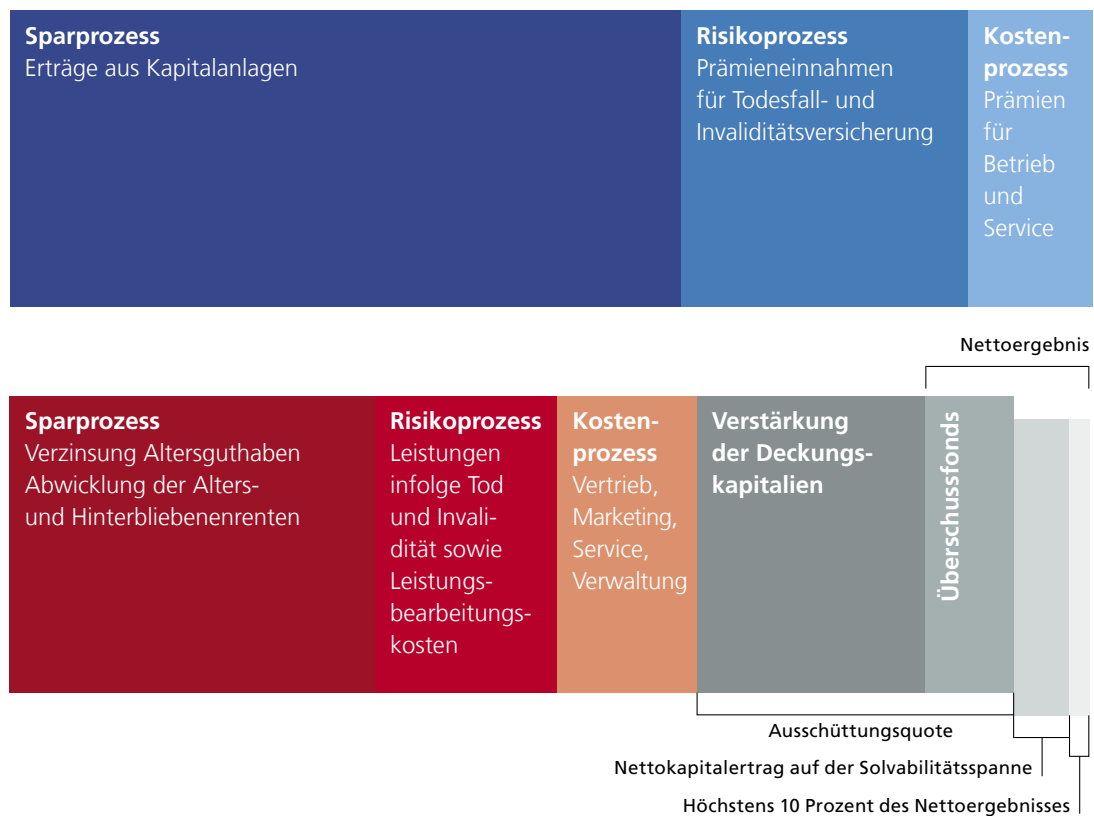 Sparprozess
Erträge aus Kapitalanlagen
Risikoprozess
Prämieneinnahmen
für Todesfall- und
Invaliditätsversicherung
Kosten-
prozess
Prämien
für
Betrieb
und
Service
Nettoergebnis
Sparprozess
Verzinsung Altersguthaben
Abwicklung der Alters-
und Hinterbliebenenrenten
Risikoprozess
Leistungen
infolge Tod
und Invali-
dität sowie
Leistungs-
bearbeitungs-
kosten
Kosten-
prozess
Vertrieb,
Marketing,
Service,
Verwaltung
Verstärkung
der Deckungs-
kapitalien
Überschussfonds
Ausschüttungsquote
Nettokapitalertrag auf der Solvabilitätsspanne
Höchstens 10 Prozent des Nettoergebnisses